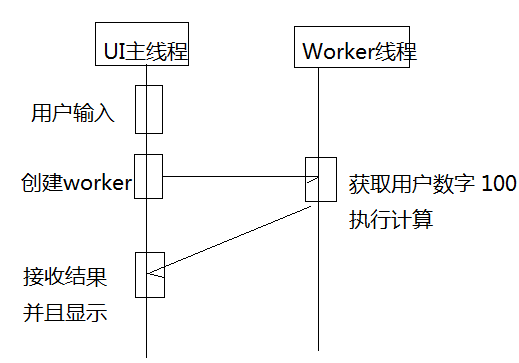 UI主线程
Worker线程
用户输入
创建worker
获取用户数字 100
执行计算
接收结果
并且显示